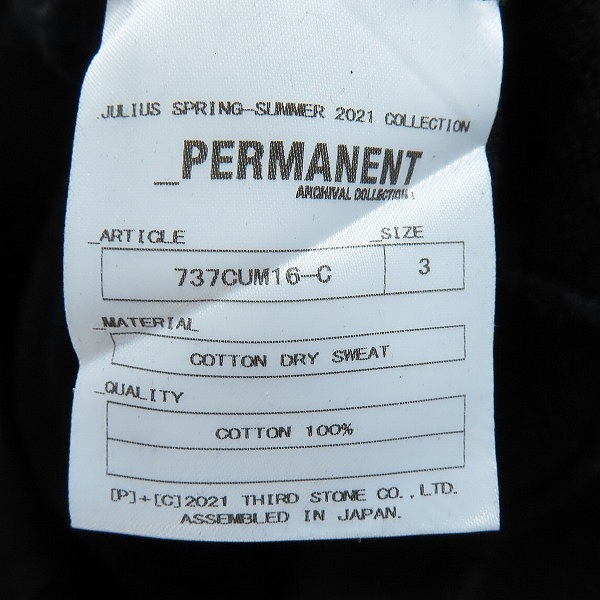 JULIUS SPRING-SUMMER 2021 COLLECTION
_PERMANENT
ARCHIVAL COLLECTION
_ARTICLE _SIZE
737CUM16-C 3
_MATERIAL
COTTON DRY SWEAT
_QUALITY
COTTON 100%
[P]+[C]2021 THIRD STONE CO., LTD.
ASSEMBLED IN JAPAN.